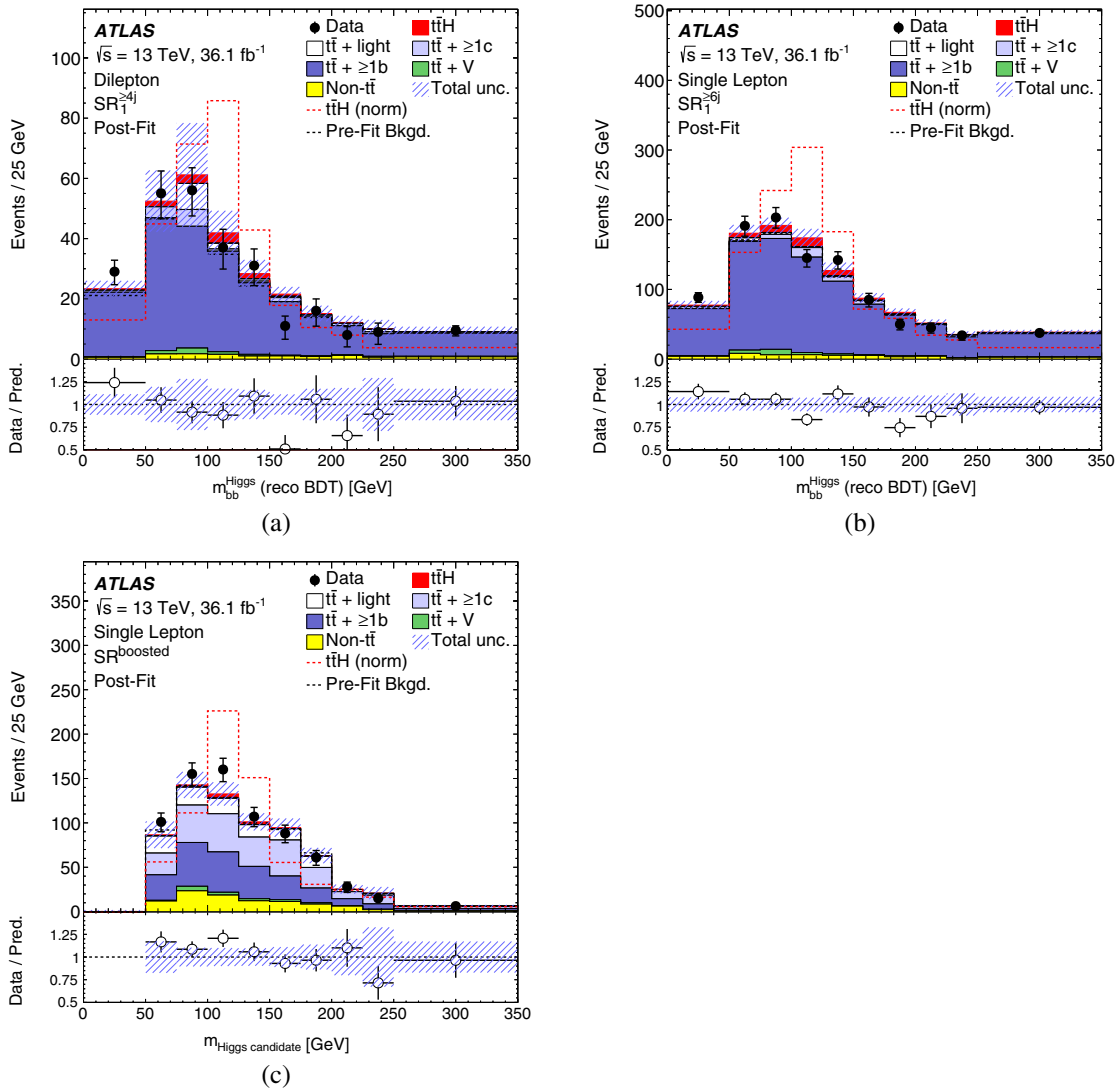 ATLAS
√s = 13 TeV, 36.1 fb⁻¹
Dilepton
SR₁^≥4j
Post-Fit
Data
tt̄H
tt̄ + light
tt̄ + ≥1c
tt̄ + ≥1b
tt̄ + V
Non-tt̄
Total unc.
tt̄H (norm)
Pre-Fit Bkgd.
Events / 25 GeV
100
80
60
40
20
0
Data / Pred.
1.25
1
0.75
0.5
0 50 100 150 200 250 300 350
m_bb^Higgs (reco BDT) [GeV]
(a)
ATLAS
√s = 13 TeV, 36.1 fb⁻¹
Single Lepton
SR₁^≥6j
Post-Fit
Data
tt̄H
tt̄ + light
tt̄ + ≥1c
tt̄ + ≥1b
tt̄ + V
Non-tt̄
Total unc.
tt̄H (norm)
Pre-Fit Bkgd.
Events / 25 GeV
500
400
300
200
100
0
Data / Pred.
1.25
1
0.75
0.5
0 50 100 150 200 250 300 350
m_bb^Higgs (reco BDT) [GeV]
(b)
ATLAS
√s = 13 TeV, 36.1 fb⁻¹
Single Lepton
SR^boosted
Post-Fit
Data
tt̄H
tt̄ + light
tt̄ + ≥1c
tt̄ + ≥1b
tt̄ + V
Non-tt̄
Total unc.
tt̄H (norm)
Pre-Fit Bkgd.
Events / 25 GeV
350
300
250
200
150
100
50
0
Data / Pred.
1.25
1
0.75
0.5
0 50 100 150 200 250 300 350
m_Higgs candidate [GeV]
(c)